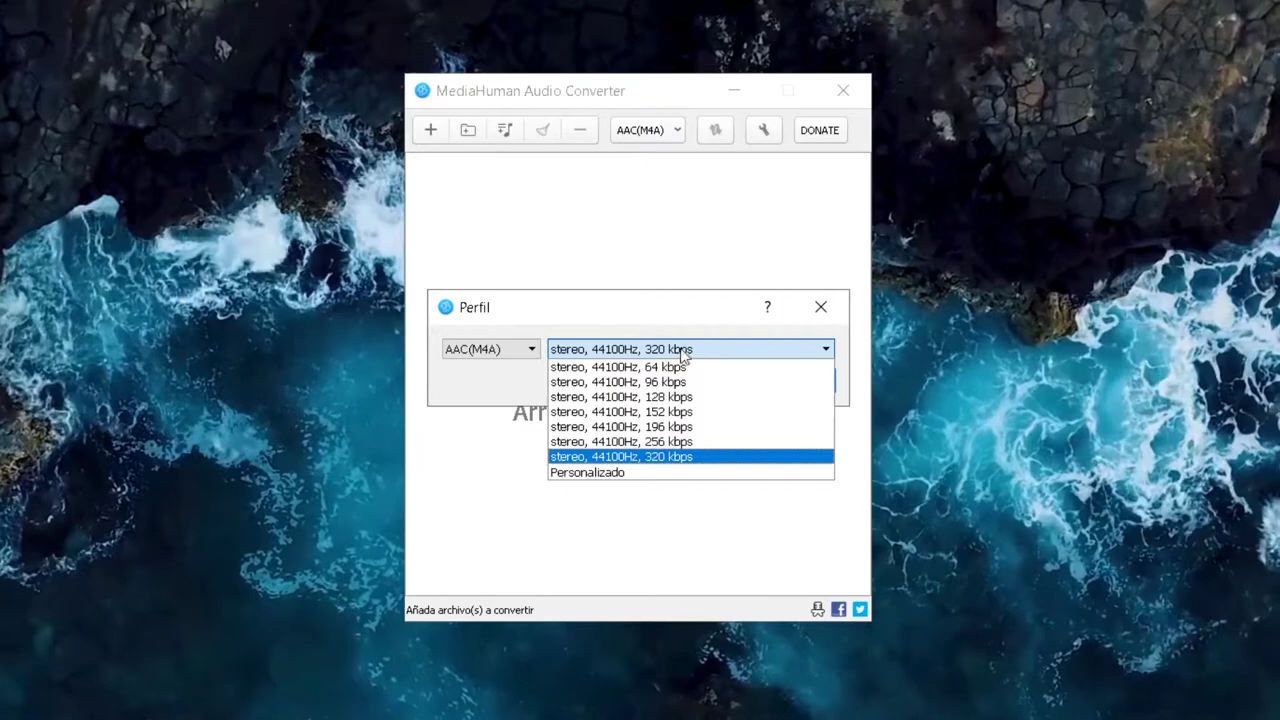 MediaHuman Audio Converter
AAC(M4A)
DONATE
Perfil
?
AAC(M4A)
stereo, 44100Hz, 320 kbps
stereo, 44100Hz, 64 kbps
stereo, 44100Hz, 96 kbps
stereo, 44100Hz, 128 kbps
stereo, 44100Hz, 152 kbps
stereo, 44100Hz, 196 kbps
stereo, 44100Hz, 256 kbps
stereo, 44100Hz, 320 kbps
Personalizado
Arr
Añada archivo(s) a convertir